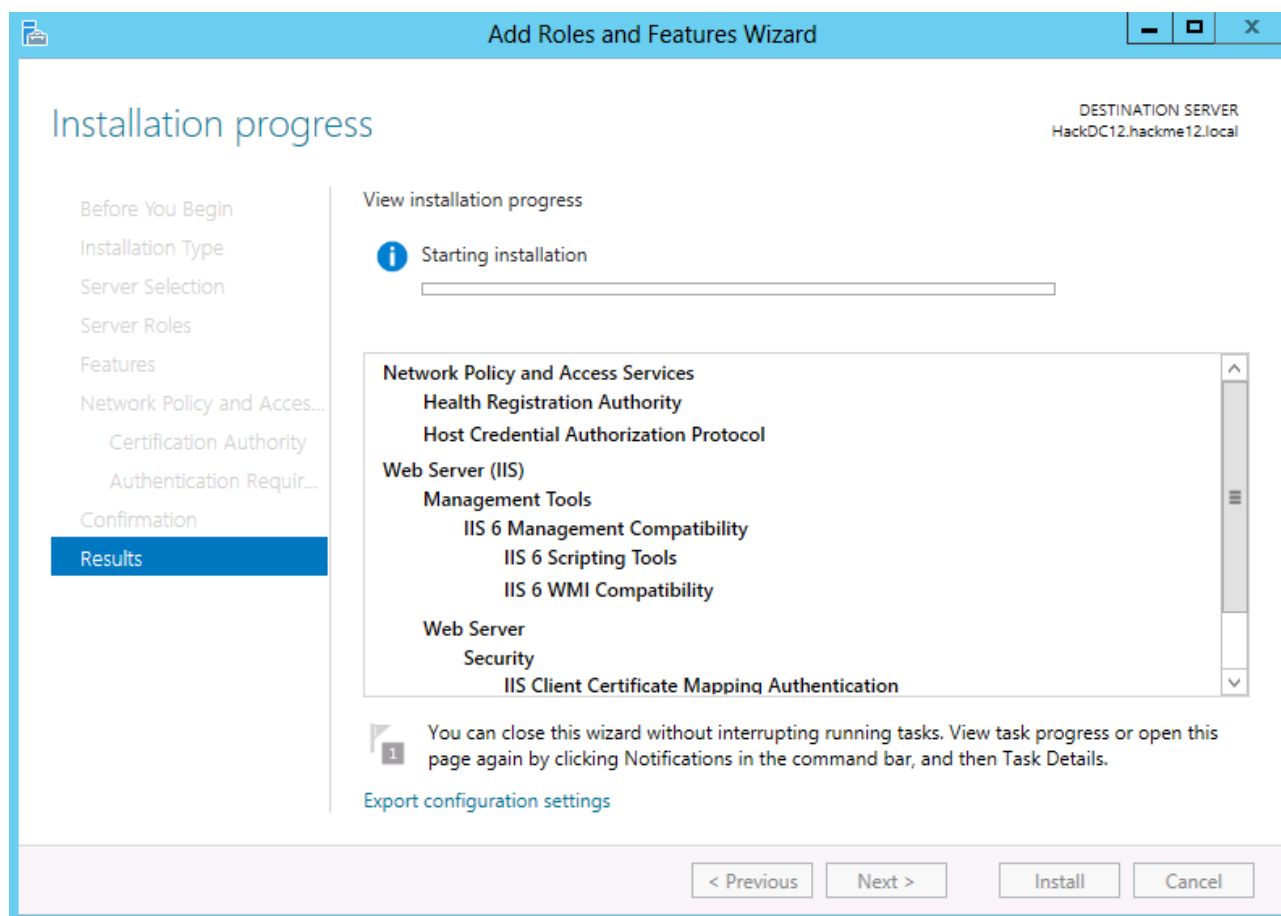 Add Roles and Features Wizard
Installation progress
DESTINATION SERVER
HackDC12.hackme12.local
Before You Begin
Installation Type
Server Selection
Server Roles
Features
Network Policy and Acces...
Certification Authority
Authentication Requir...
Confirmation
Results
View installation progress
Starting installation
Network Policy and Access Services
Health Registration Authority
Host Credential Authorization Protocol
Web Server (IIS)
Management Tools
IIS 6 Management Compatibility
IIS 6 Scripting Tools
IIS 6 WMI Compatibility
Web Server
Security
IIS Client Certificate Mapping Authentication
1
You can close this wizard without interrupting running tasks. View task progress or open this
page again by clicking Notifications in the command bar, and then Task Details.
Export configuration settings
< Previous
Next >
Install
Cancel